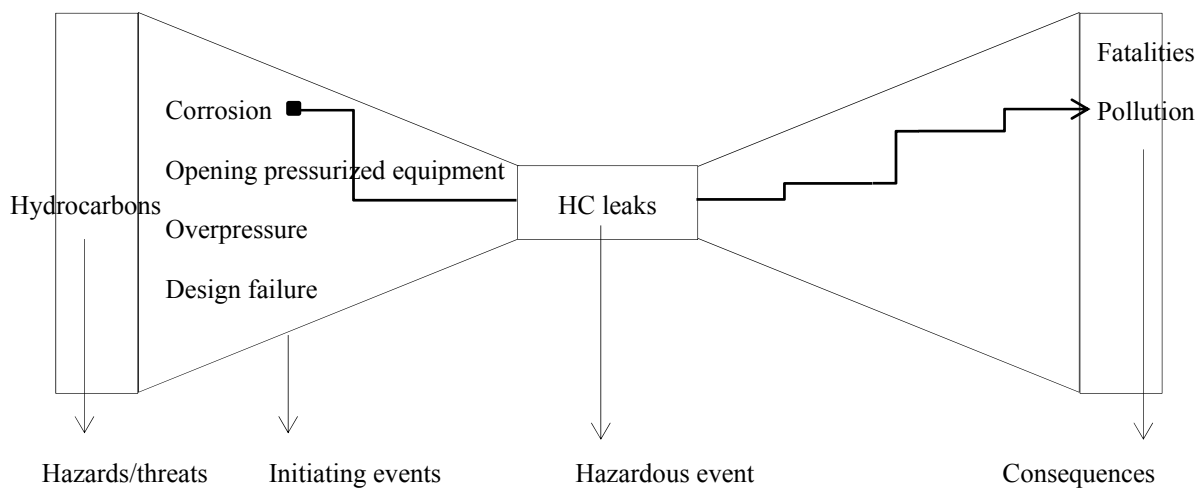 Fatalities
Corrosion
Pollution
Opening pressurized equipment
Hydrocarbons
HC leaks
Overpressure
Design failure
Hazards/threats
Initiating events
Hazardous event
Consequences